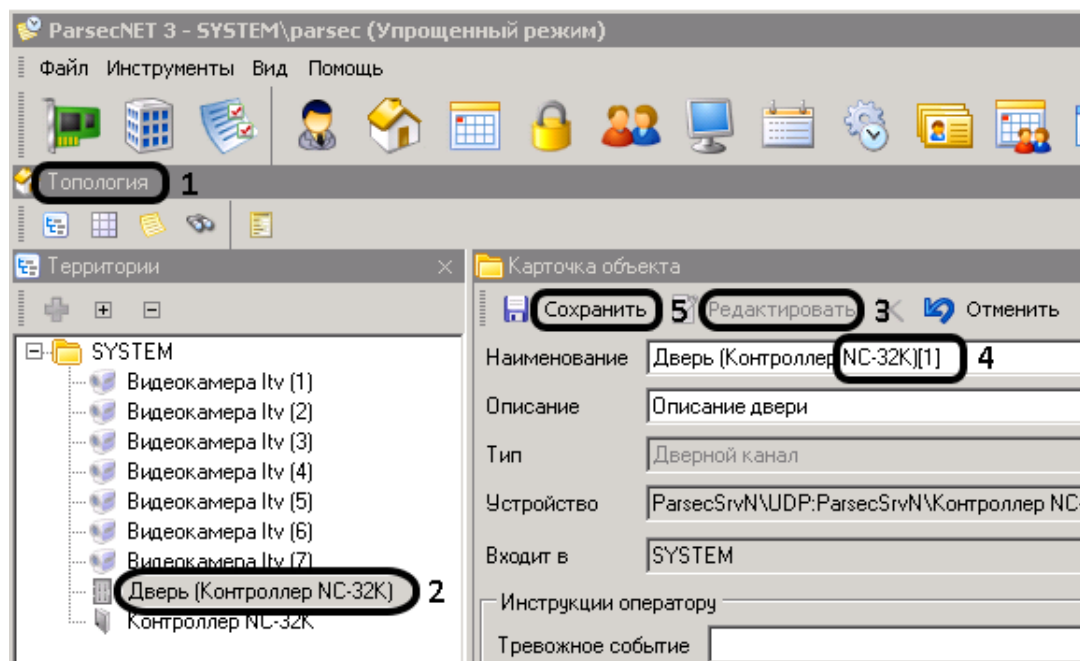 ParsecNET 3 - SYSTEM\parsec (Упрощенный режим)
Файл Инструменты Вид Помощь
Топология 1
Территории
Карточка объекта
Сохранить 5 Редактировать 3 Отменить
SYSTEM
Видеокамера Itv (1)
Видеокамера Itv (2)
Видеокамера Itv (3)
Видеокамера Itv (4)
Видеокамера Itv (5)
Видеокамера Itv (6)
Видеокамера Itv (7)
Дверь (Контроллер NC-32K) 2
Контроллер NC-32K
Наименование Дверь (Контроллер NC-32K)[1] 4
Описание Описание двери
Тип Дверной канал
Устройство ParsecSrvN\UDP:ParsecSrvN\Контроллер NC-
Входит в SYSTEM
Инструкции оператору
Тревожное событие